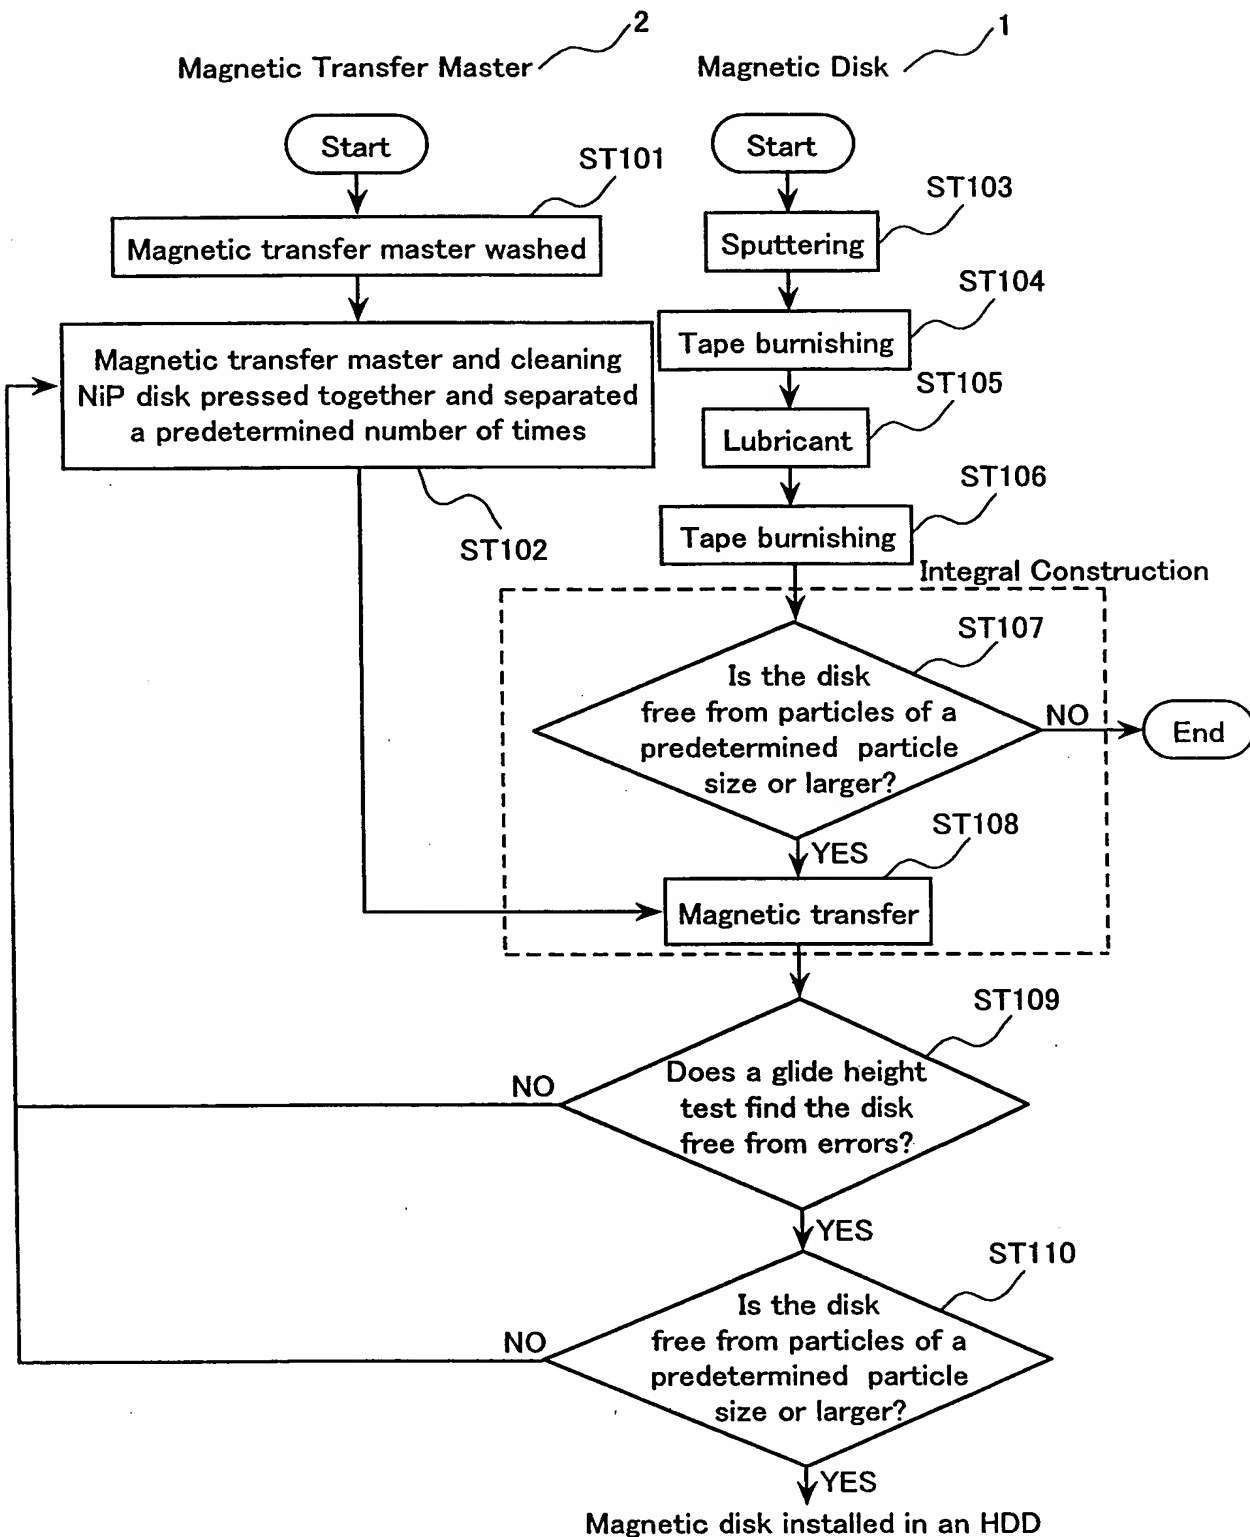 2
1
Magnetic Transfer Master
Magnetic Disk
Start
Start
ST101
ST103
Magnetic transfer master washed
Sputtering
ST104
Magnetic transfer master and cleaning
NiP disk pressed together and separated
a predetermined number of times
Tape burnishing
ST105
Lubricant
ST102
ST106
Tape burnishing
Integral Construction
ST107
Is the disk
free from particles of a
predetermined particle
size or larger?
NO
End
YES
ST108
Magnetic transfer
ST109
Does a glide height
test find the disk
free from errors?
NO
YES
ST110
Is the disk
free from particles of a
predetermined particle
size or larger?
NO
YES
Magnetic disk installed in an HDD